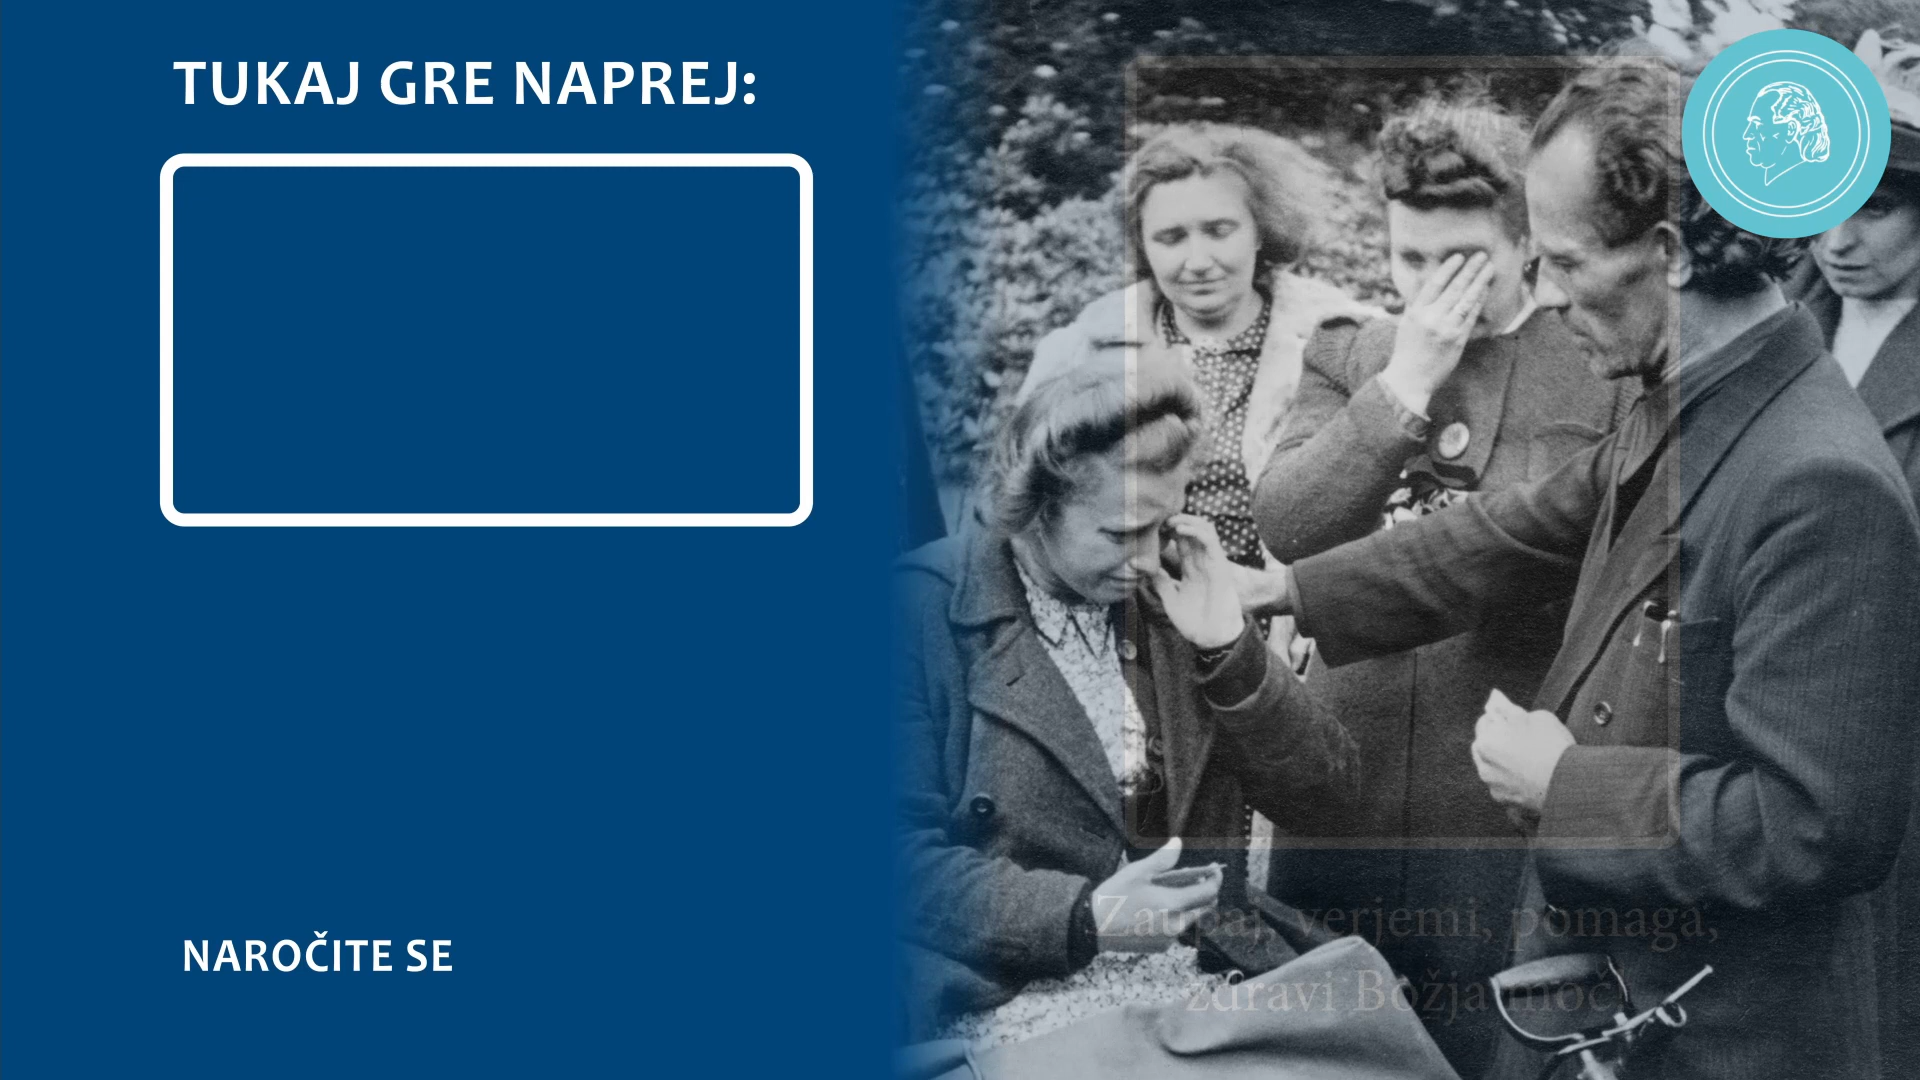 TUKAJ GRE NAPREJ:
NAROČITE SE
Zaupaj, verjemi, pomaga,
zdravi Božja moč!